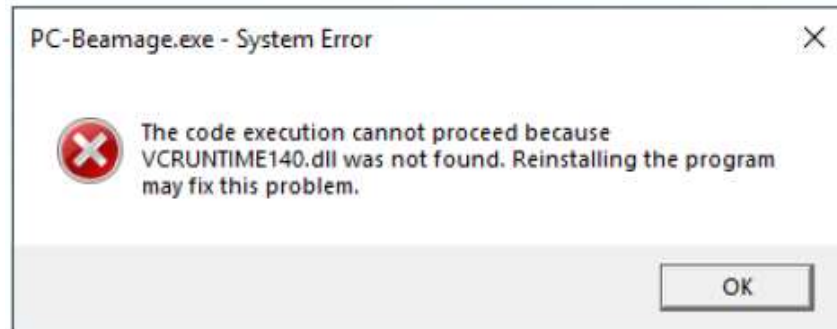 PC-Beamage.exe - System Error
The code execution cannot proceed because
VCRUNTIME140.dll was not found. Reinstalling the program
may fix this problem.
OK